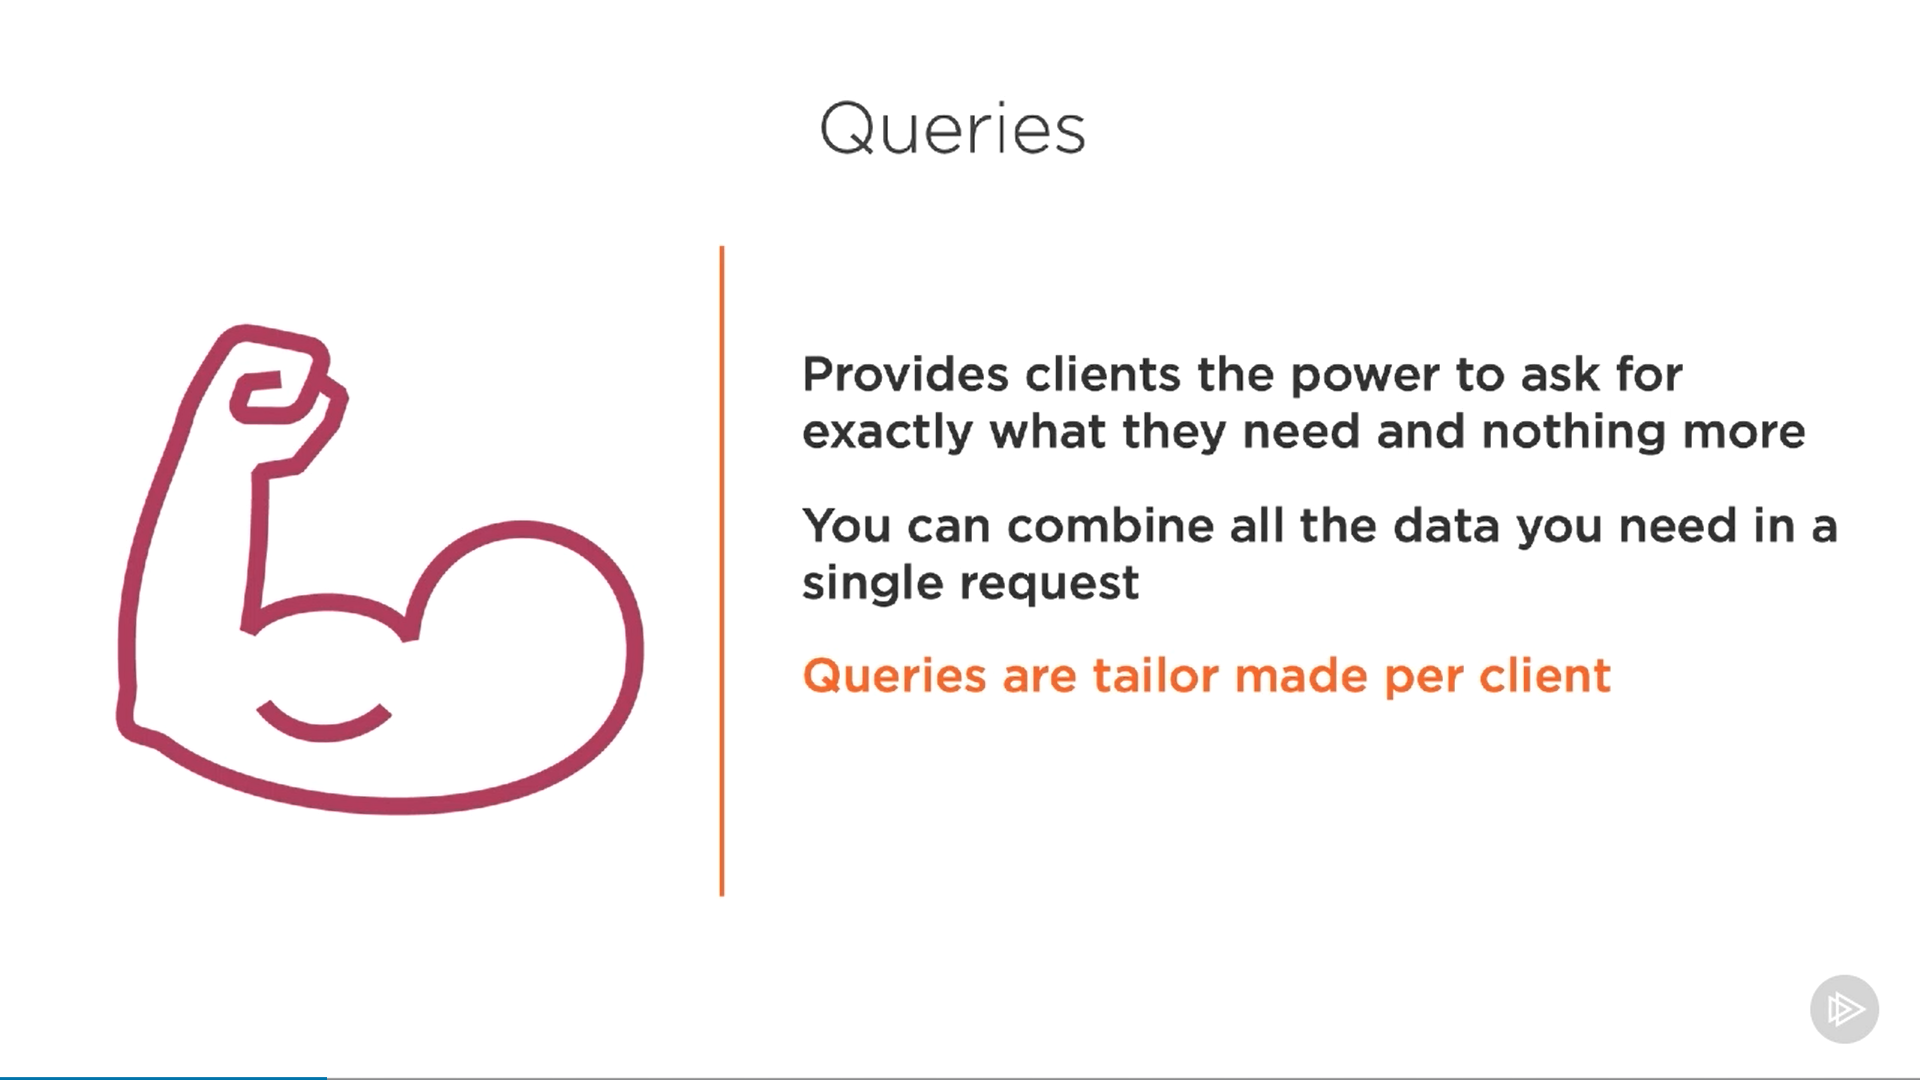 Queries
Provides clients the power to ask for
exactly what they need and nothing more
You can combine all the data you need in a
single request
Queries are tailor made per client